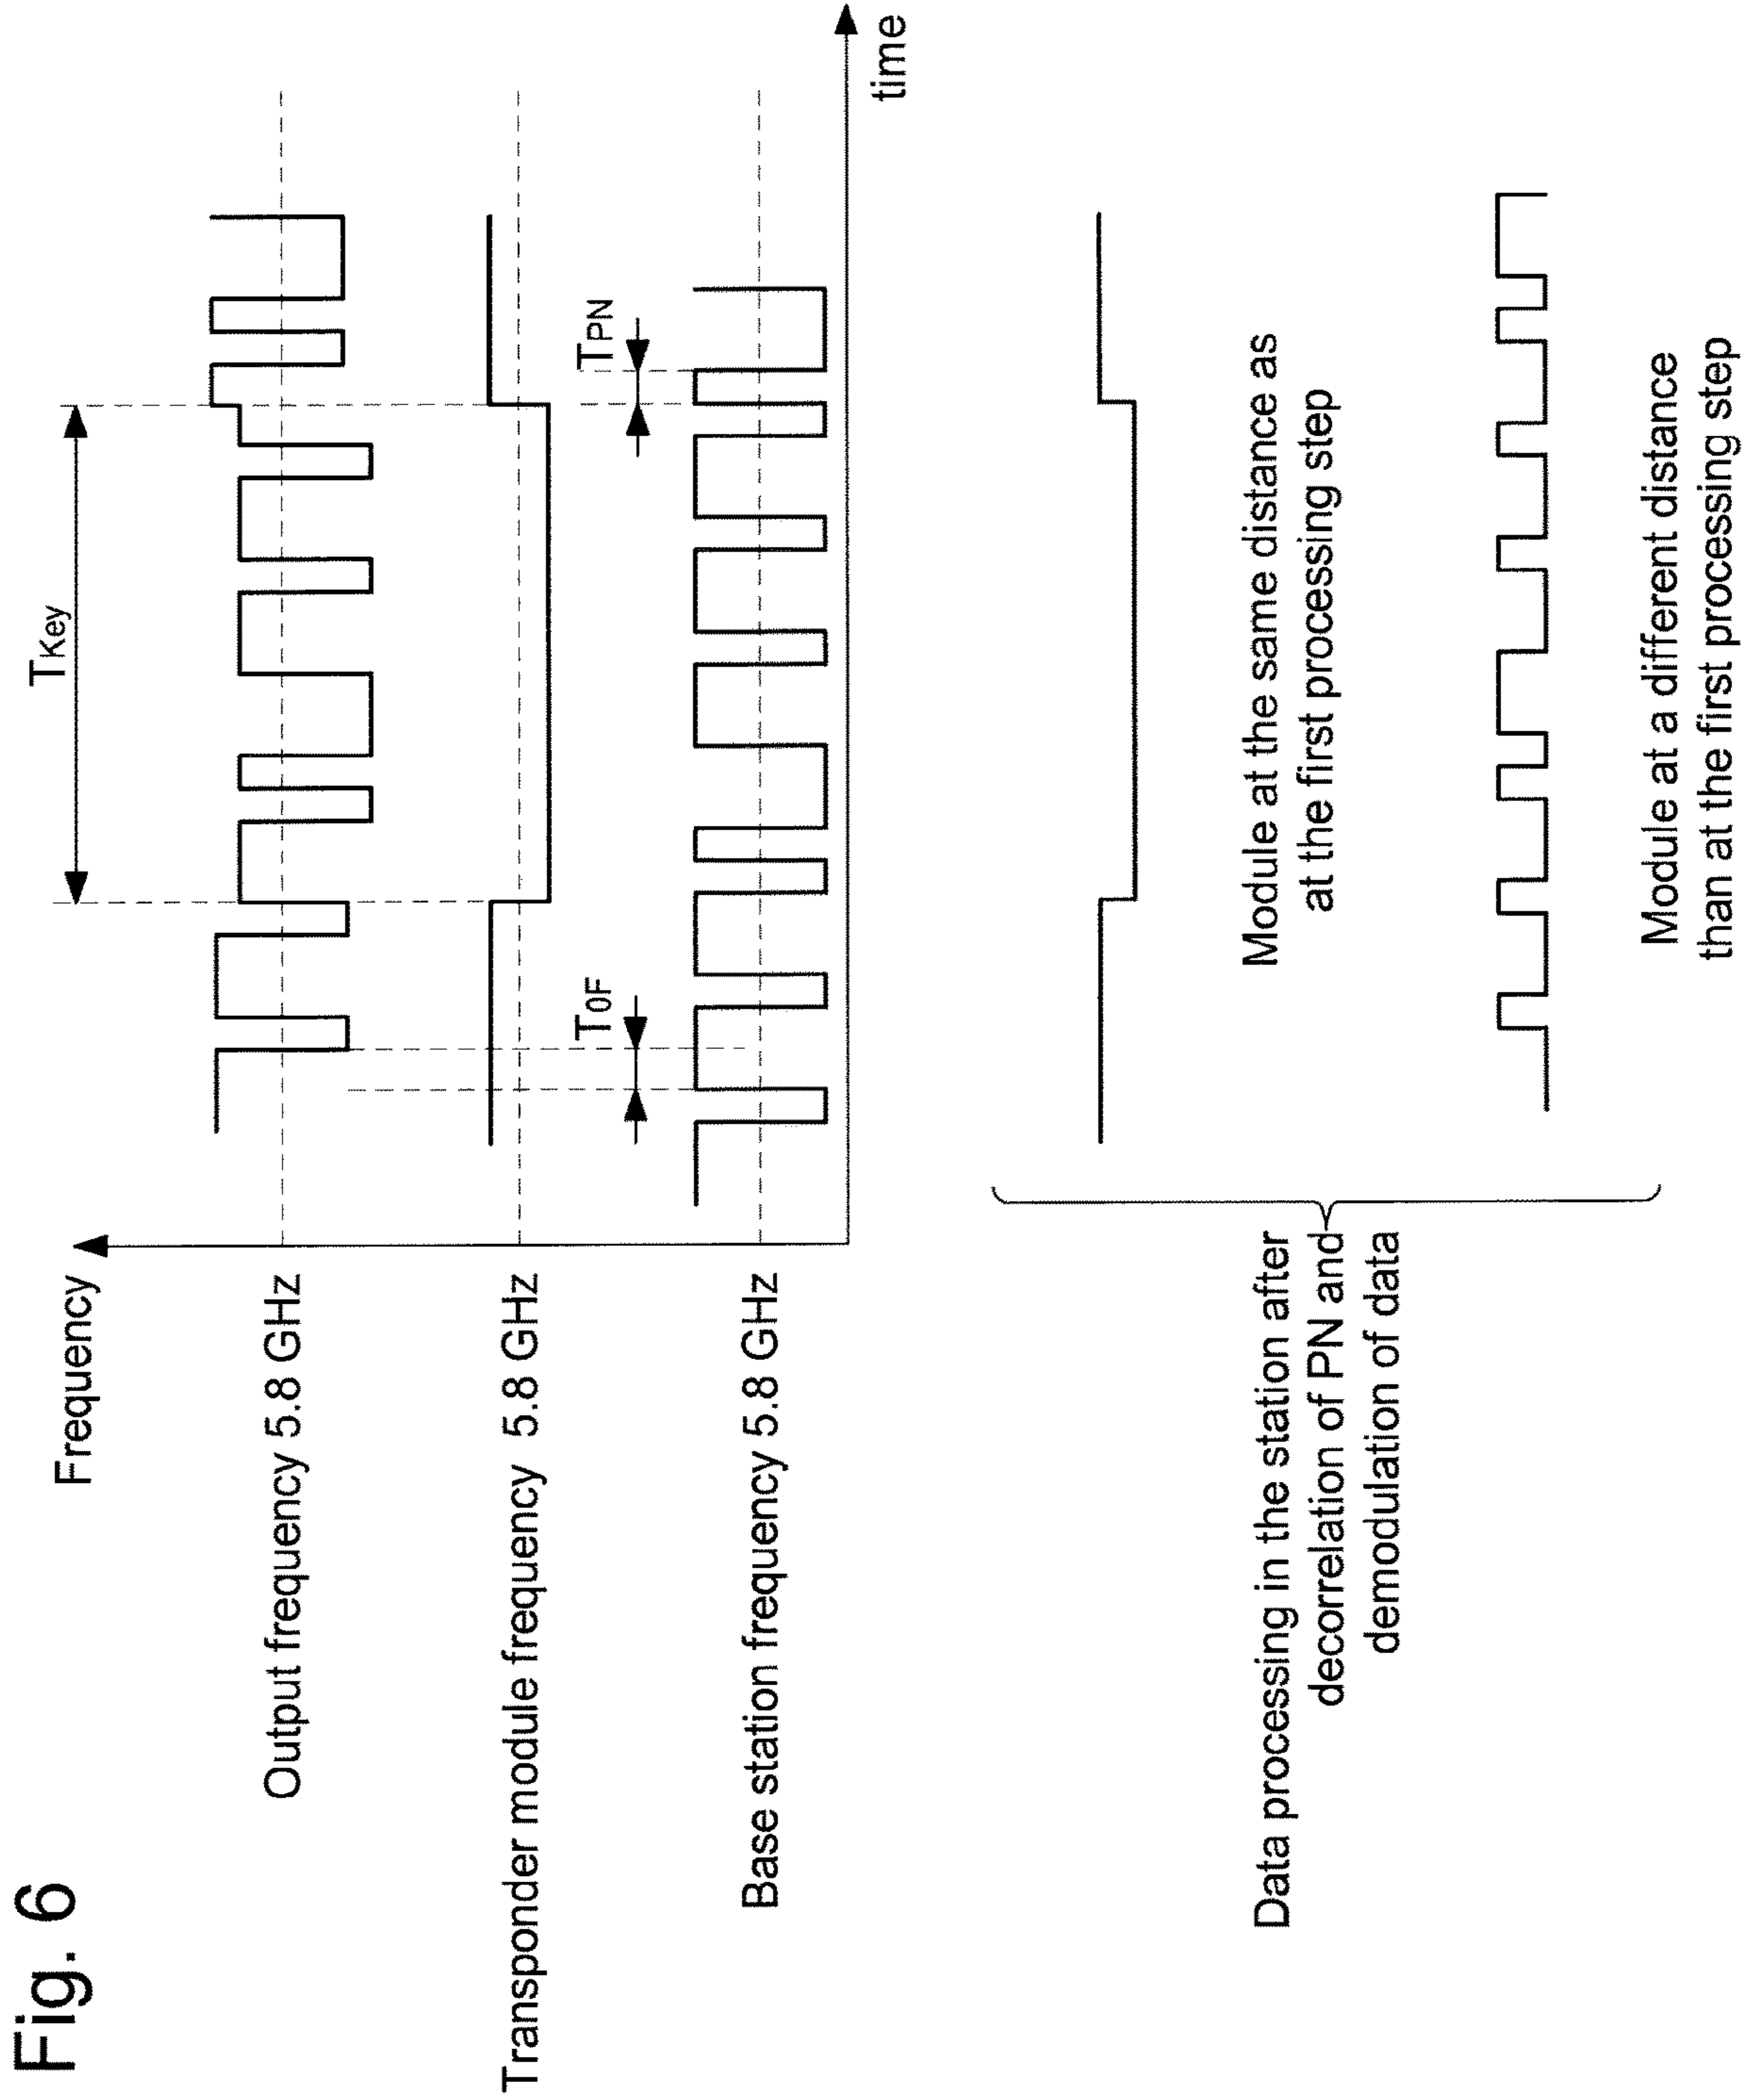 Fig. 6
Frequency
TKey
Output frequency 5.8 GHz
Transponder module frequency 5.8 GHz
T0F
TPN
Base station frequency 5.8 GHz
time
Data processing in the station after
decorrelation of PN and
demodulation of data
Module at the same distance as
at the first processing step
Module at a different distance
than at the first processing step